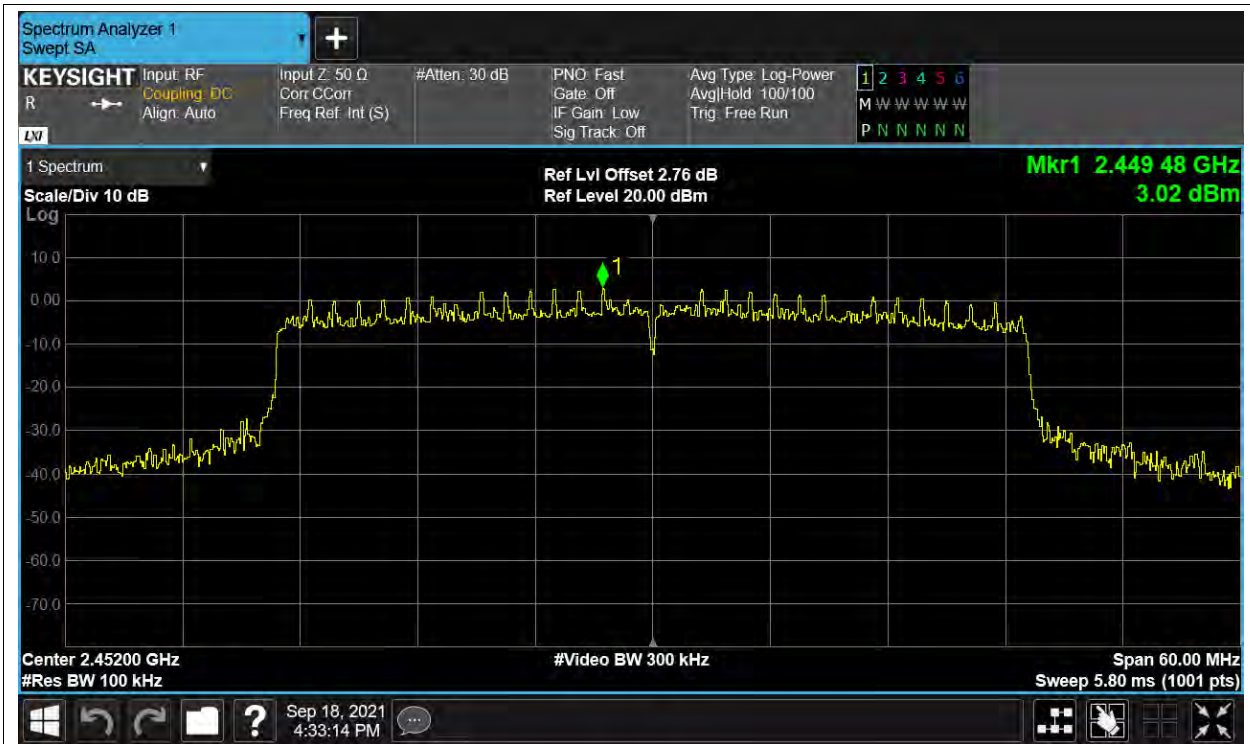 Spectrum Analyzer 1
Swept SA
KEYSIGHT
R
LXI
Input: RF
Coupling: DC
Align: Auto
Input Z: 50 Ω
Corr CCorr
Freq Ref: Int (S)
#Atten: 30 dB
PNO: Fast
Gate: Off
IF Gain: Low
Sig Track: Off
Avg Type: Log-Power
Avg|Hold: 100/100
Trig: Free Run
1 2 3 4 5 6
M W W W W W W
P N N N N N N
1 Spectrum
Scale/Div 10 dB
Log
Ref Lvl Offset 2.76 dB
Ref Level 20.00 dBm
Mkr1 2.449 48 GHz
3.02 dBm
1
10.0
0.00
-10.0
-20.0
-30.0
-40.0
-50.0
-60.0
-70.0
Center 2.45200 GHz
#Res BW 100 kHz
#Video BW 300 kHz
Span 60.00 MHz
Sweep 5.80 ms (1001 pts)
?
Sep 18, 2021
4:33:14 PM